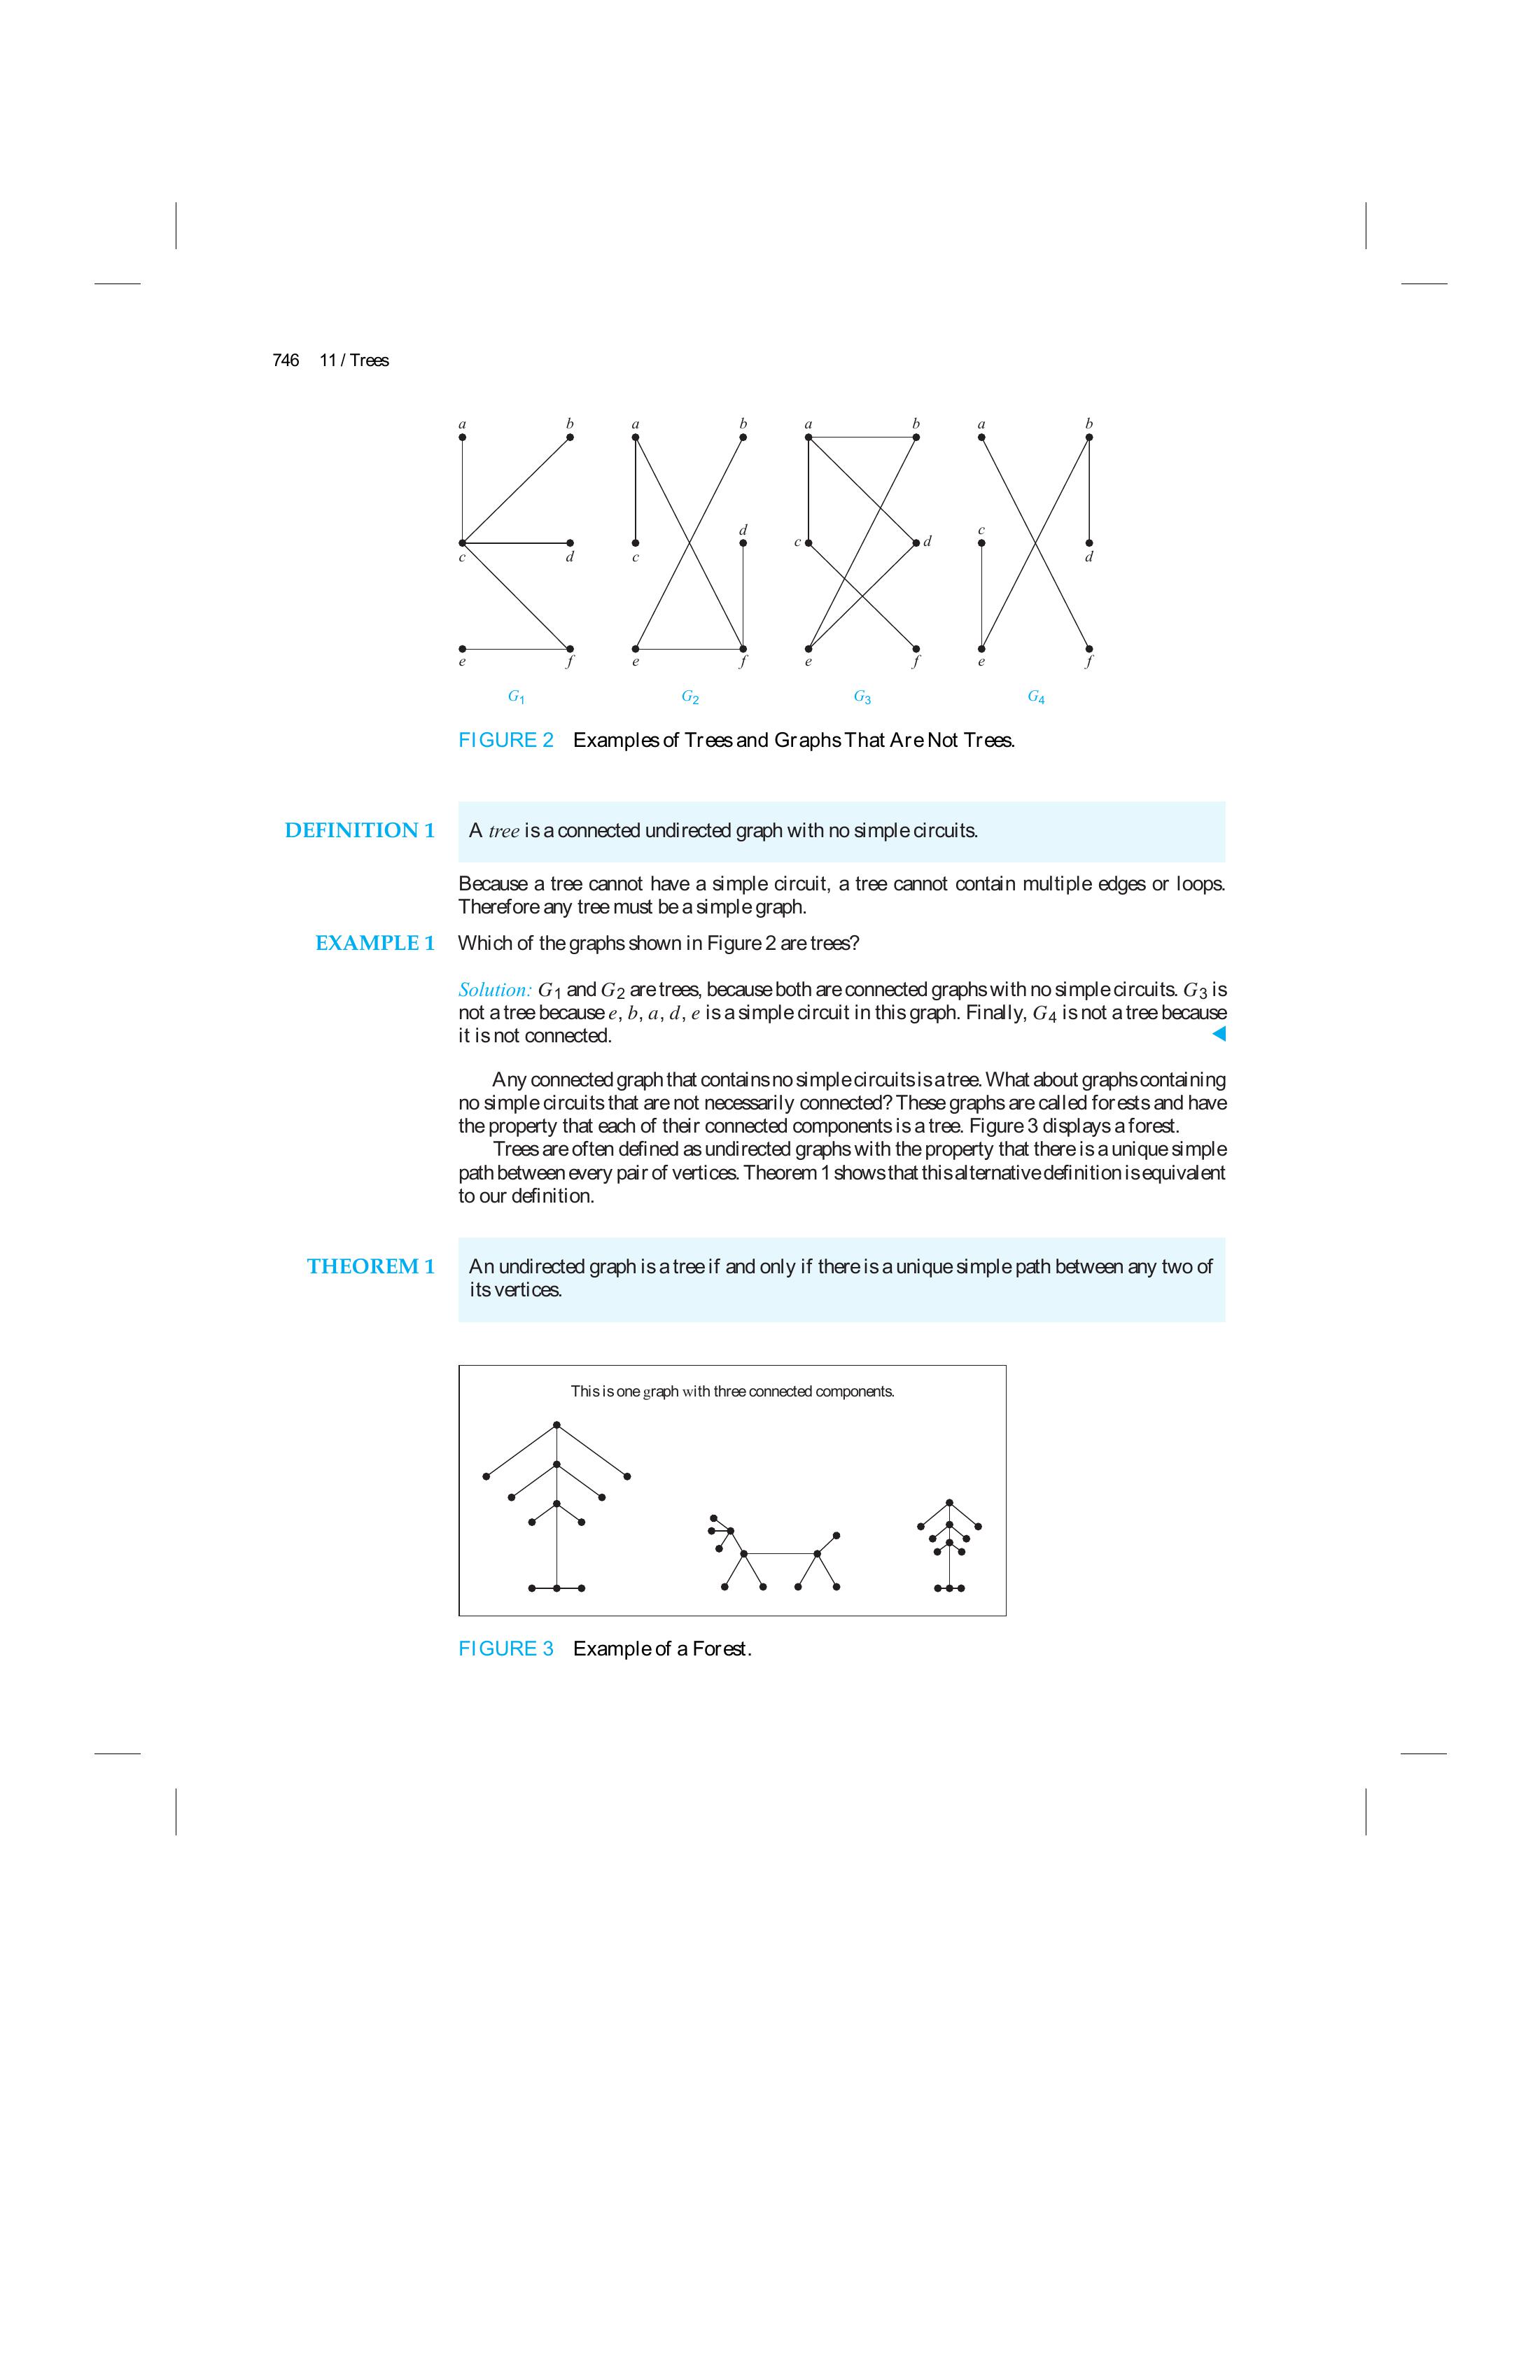 746 11 / Trees
a b a b a b a b
d c
c d
c d c d
e f e f e f e f
G1 G2 G3 G4
FIGURE 2 Examples of Trees and Graphs That Are Not Trees.
DEFINITION 1 A tree is a connected undirected graph with no simple circuits.
Because a tree cannot have a simple circuit, a tree cannot contain multiple edges or loops.
Therefore any tree must be a simple graph.
EXAMPLE 1 Which of the graphs shown in Figure 2 are trees?
Solution: G1 and G2 are trees, because both are connected graphs with no simple circuits. G3 is
not a tree because e, b, a, d, e is a simple circuit in this graph. Finally, G4 is not a tree because
it is not connected.
Any connected graph that contains no simple circuits is a tree. What about graphs containing
no simple circuits that are not necessarily connected? These graphs are called forests and have
the property that each of their connected components is a tree. Figure 3 displays a forest.
Trees are often defined as undirected graphs with the property that there is a unique simple
path between every pair of vertices. Theorem 1 shows that this alternative definition is equivalent
to our definition.
THEOREM 1 An undirected graph is a tree if and only if there is a unique simple path between any two of
its vertices.
This is one graph with three connected components.
FIGURE 3 Example of a Forest.